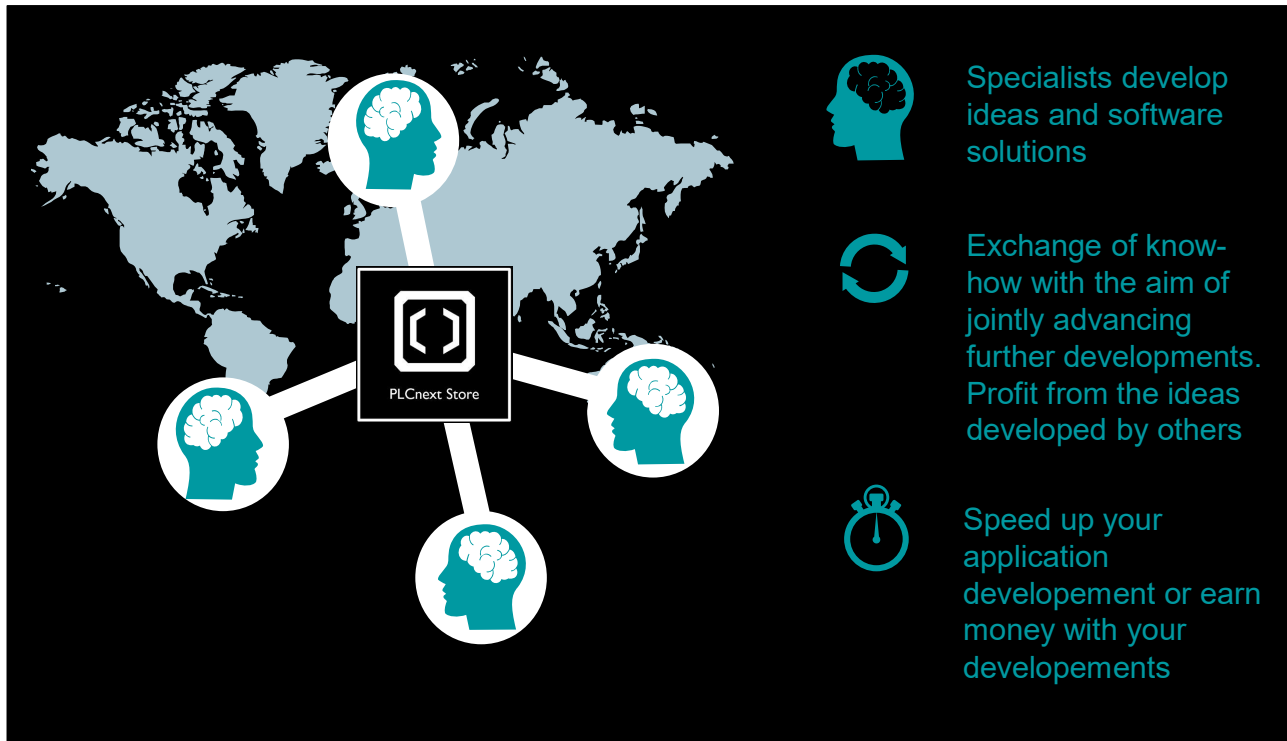 PLCnext Store
Specialists develop
ideas and software
solutions
Exchange of know-
how with the aim of
jointly advancing
further developments.
Profit from the ideas
developed by others
Speed up your
application
developement or earn
money with your
developements